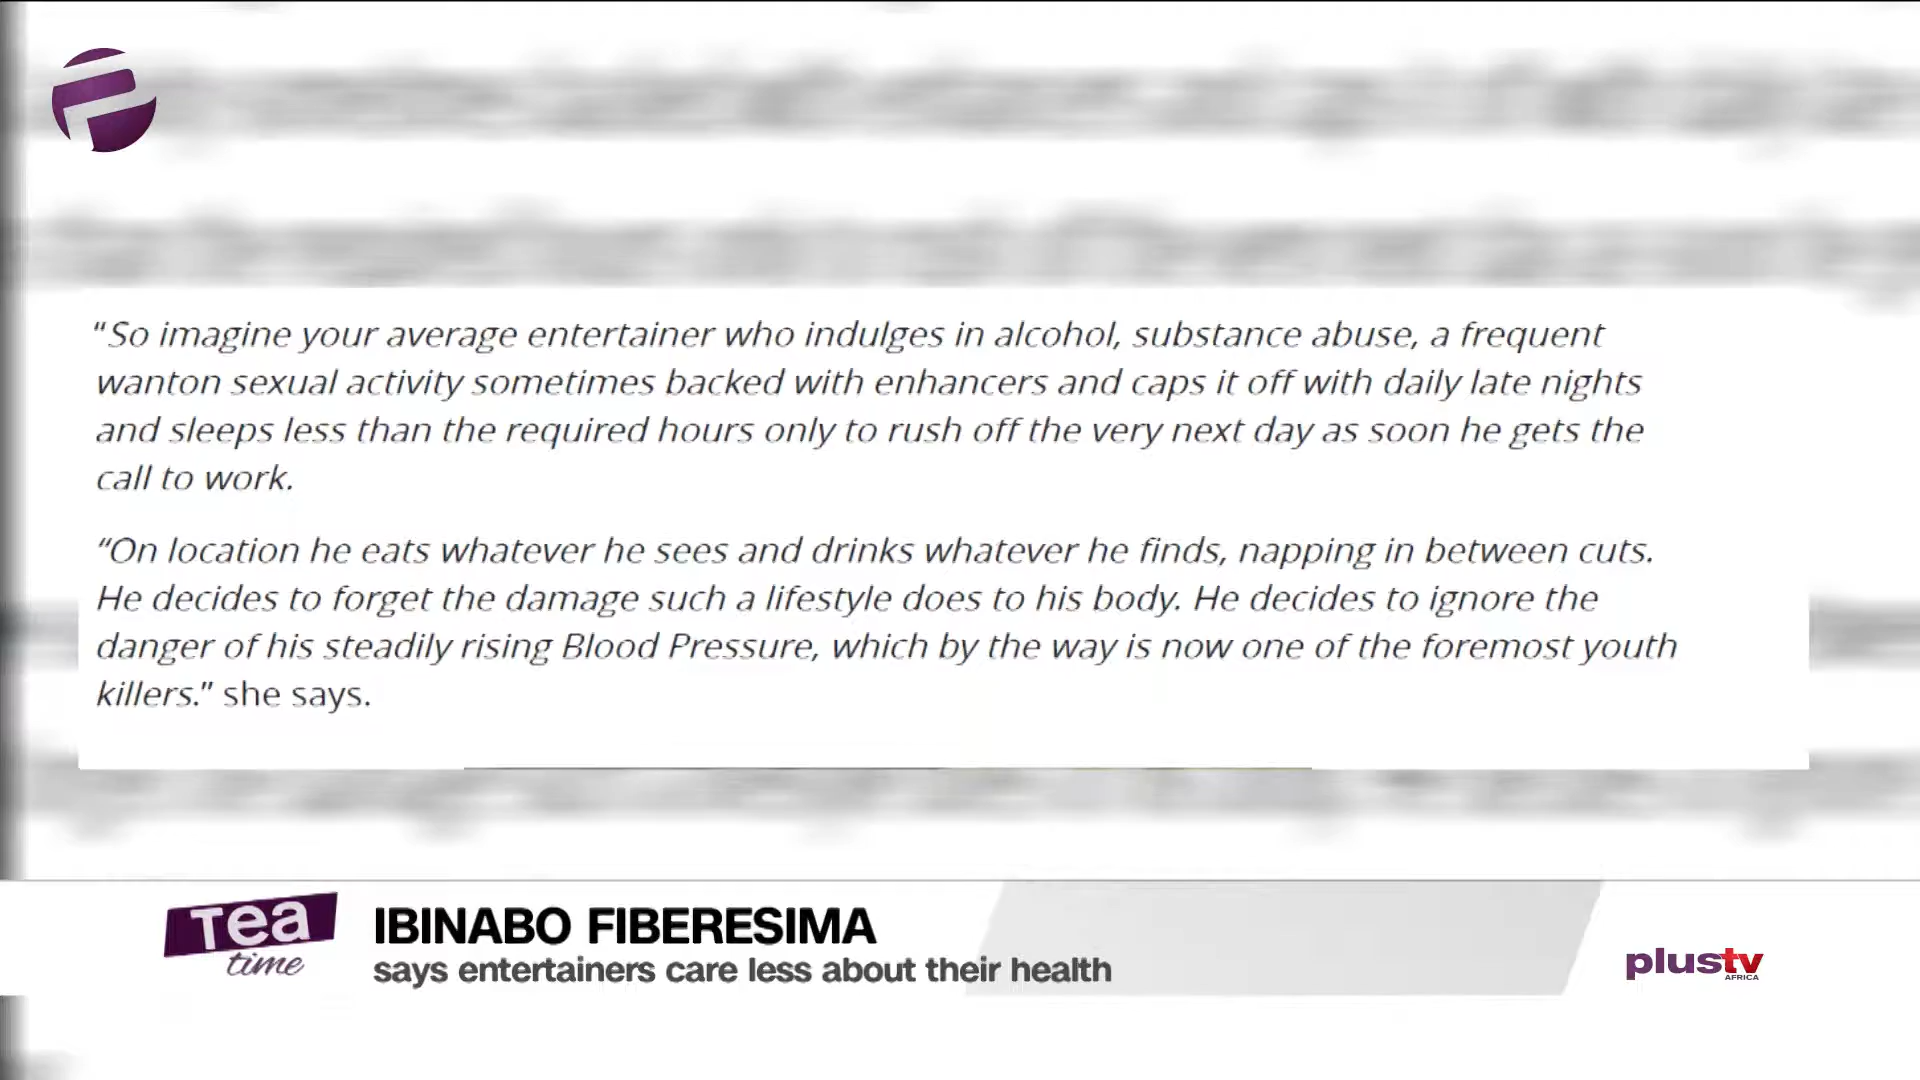 “So imagine your average entertainer who indulges in alcohol, substance abuse, a frequent
wanton sexual activity sometimes backed with enhancers and caps it off with daily late nights
and sleeps less than the required hours only to rush off the very next day as soon he gets the
call to work.
“On location he eats whatever he sees and drinks whatever he finds, napping in between cuts.
He decides to forget the damage such a lifestyle does to his body. He decides to ignore the
danger of his steadily rising Blood Pressure, which by the way is now one of the foremost youth
killers.” she says.
Tea
time
IBINABO FIBERESIMA
says entertainers care less about their health
plustv
AFRICA